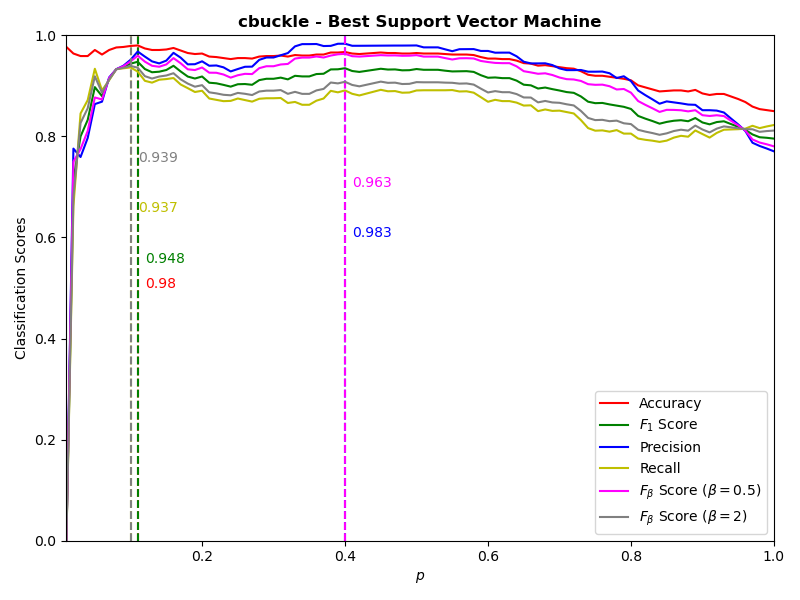 cbuckle - Best Support Vector Machine
1.0
0.8
0.6
0.4
0.2
0.0
Classification Scores
0.939
0.937
0.948
0.98
0.963
0.983
Accuracy
F1 Score
Precision
Recall
Fβ Score (β = 0.5)
Fβ Score (β = 2)
0.2
0.4
0.6
0.8
1.0
p